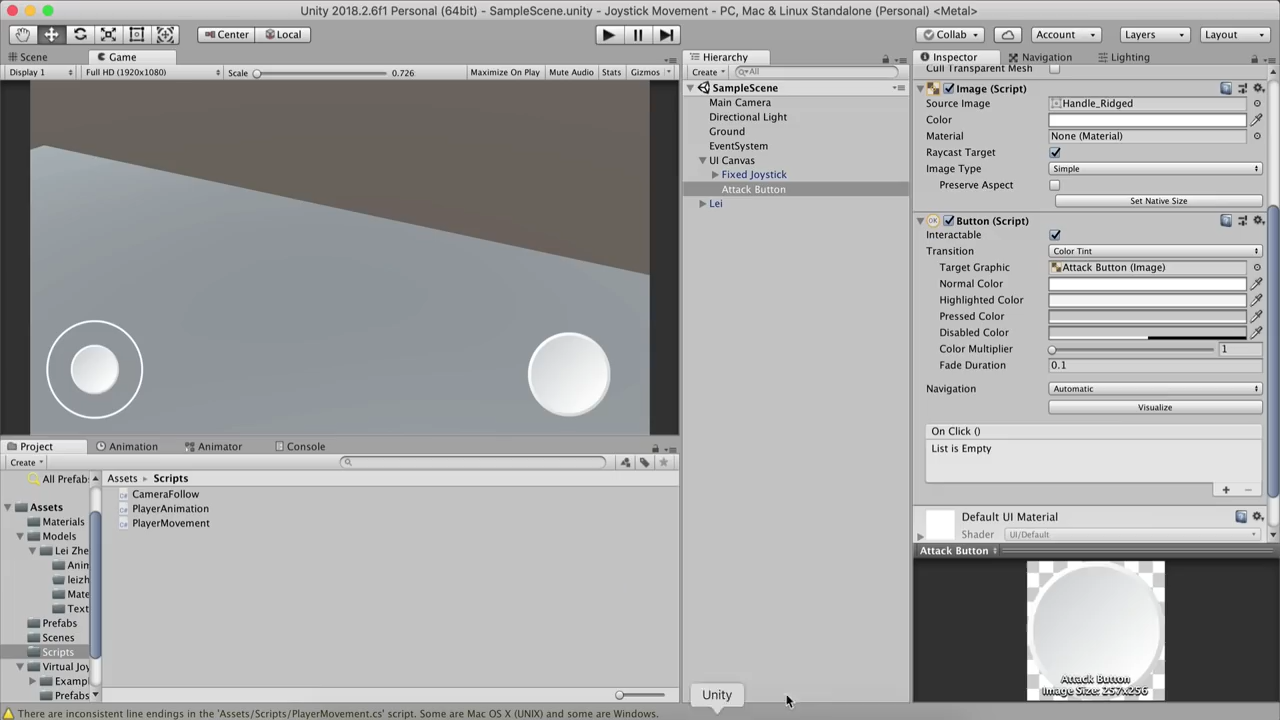 Unity 2018.2.6f1 Personal (64bit) - SampleScene.unity - Joystick Movement - PC, Mac & Linux Standalone (Personal) <Metal>
Center Local Collab Account Layers Layout
Scene Game Hierarchy Inspector Navigation Lighting
Display 1 Full HD (1920x1080) Scale 0.726 Maximize On Play Mute Audio Stats Gizmos
Create All
SampleScene
Main Camera
Directional Light
Ground
EventSystem
UI Canvas
Fixed Joystick
Attack Button
Lei
Cull Transparent Mesh
Image (Script)
Source Image Handle_Ridged
Color
Material None (Material)
Raycast Target
Image Type Simple
Preserve Aspect
Set Native Size
Button (Script)
Interactable
Transition Color Tint
Target Graphic Attack Button (Image)
Normal Color
Highlighted Color
Pressed Color
Disabled Color
Color Multiplier 1
Fade Duration 0.1
Navigation Automatic
Visualize
On Click ()
List is Empty
+ −
Default UI Material
Shader UI/Default
Attack Button
Attack Button
Image Size: 257x256
Project Animation Animator Console
Create
All Prefabs
Assets
Materials
Models
Lei Zhe
Anim
leizh
Mate
Text
Prefabs
Scenes
Scripts
Virtual Joy
Examp
Prefabs
Assets Scripts
CameraFollow
PlayerAnimation
PlayerMovement
Unity
There are inconsistent line endings in the 'Assets/Scripts/PlayerMovement.cs' script. Some are Mac OS X (UNIX) and some are Windows.